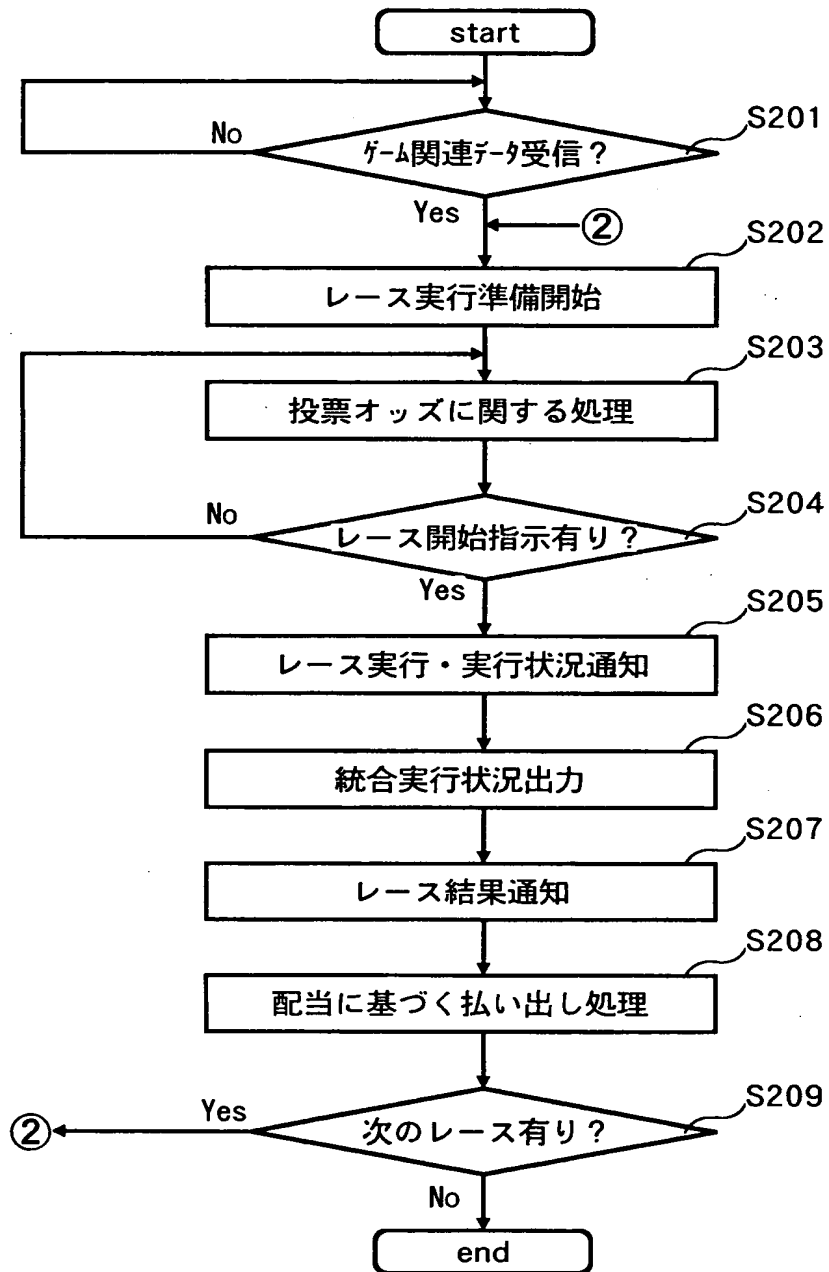 start
S201
No
ｹﾞｰﾑ関連ﾃﾞｰﾀ受信？
Yes
②
S202
レース実行準備開始
S203
投票オッズに関する処理
S204
No
レース開始指示有り？
Yes
S205
レース実行・実行状況通知
S206
統合実行状況出力
S207
レース結果通知
S208
配当に基づく払い出し処理
S209
Yes
②
次のレース有り？
No
end